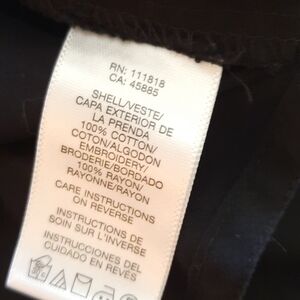 RN: 111818
CA: 45885
SHELL/VESTE/
CAPA EXTERIOR DE
LA PRENDA
100% COTTON/
COTON/ALGODON
EMBROIDERY/
BRODERIE/BORDADO
100% RAYON/
RAYONNE/RAYON
CARE INSTRUCTIONS
ON REVERSE
INSTRUCTIONS DE
SOIN SUR L'INVERSE
INSTRUCCIONES DEL
CUIDADO EN REVÉS